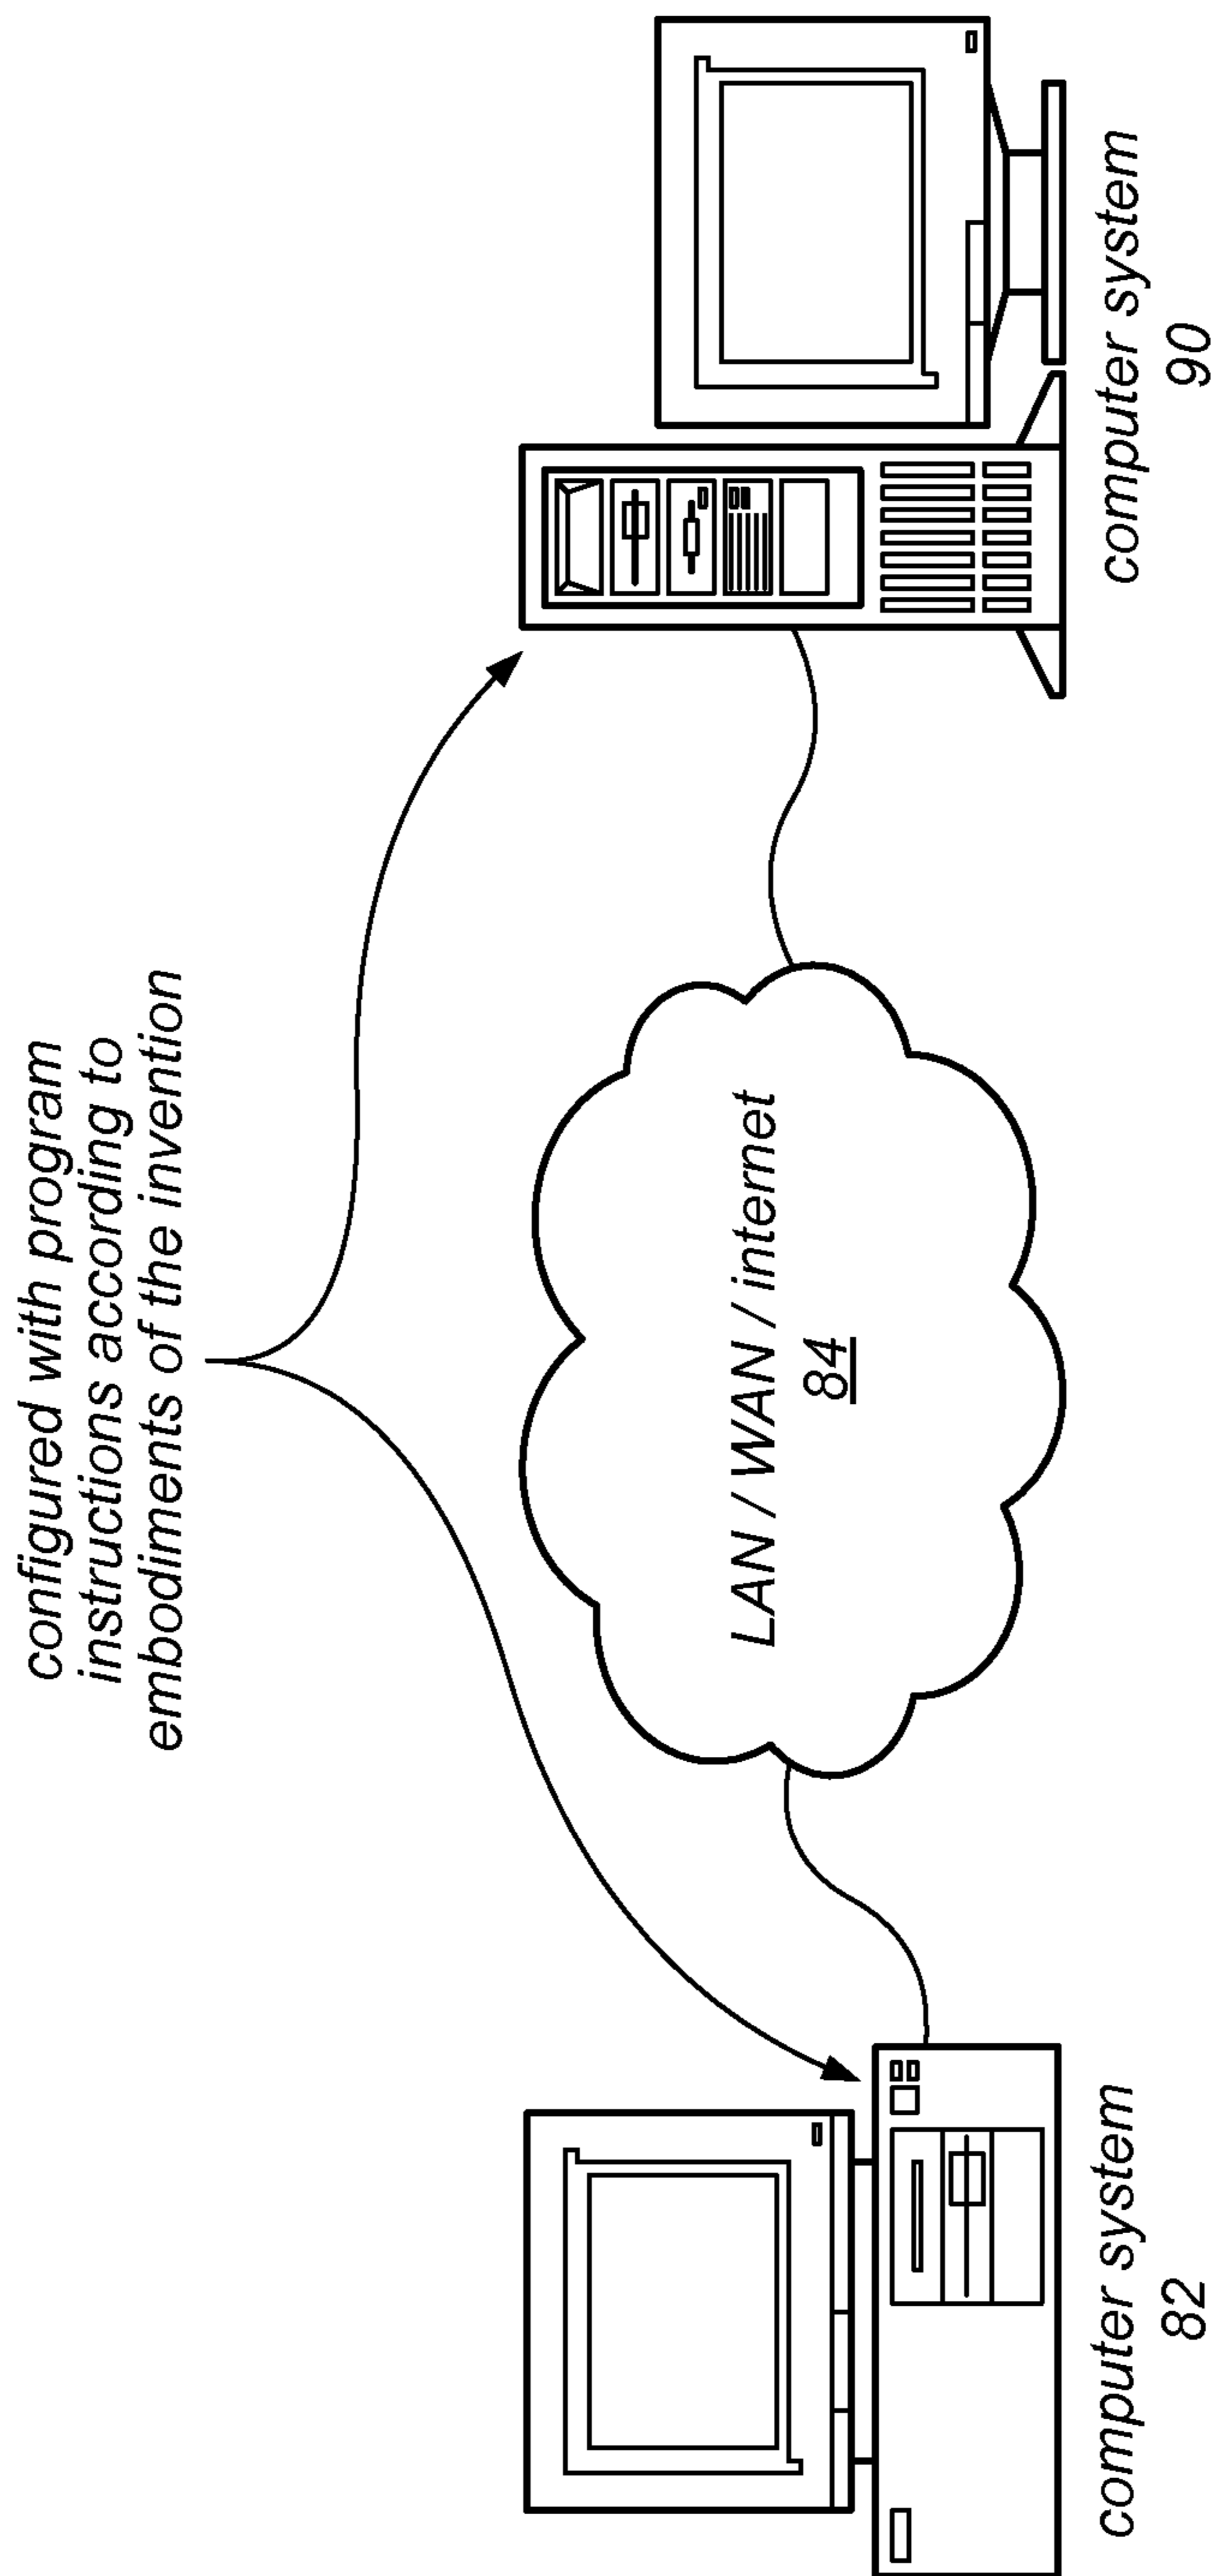 configured with program
instructions according to
embodiments of the invention
LAN / WAN / internet
84
computer system
82
computer system
90